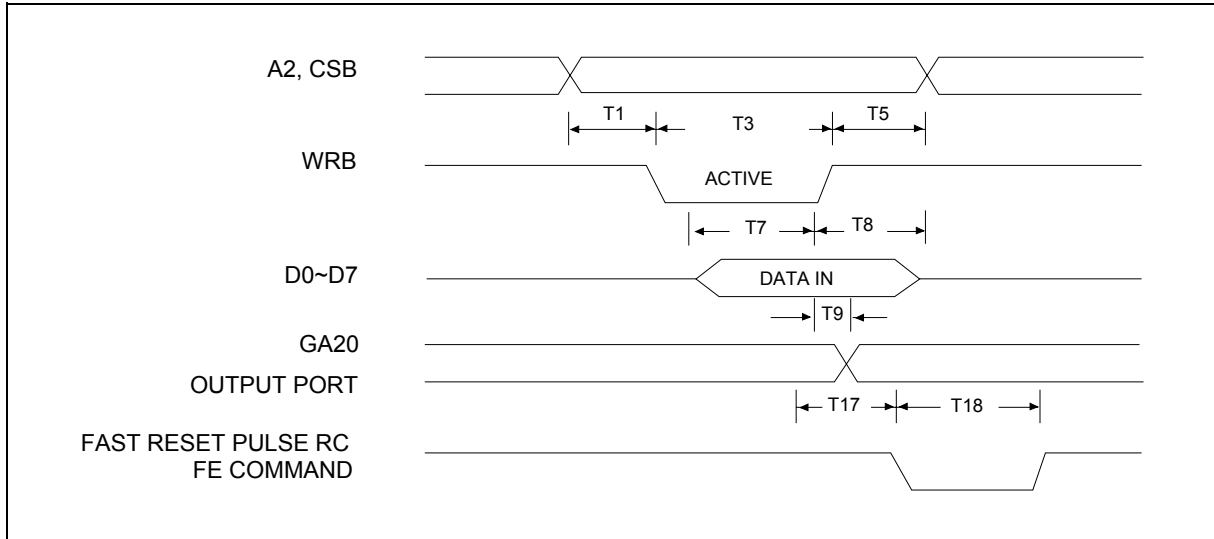 A2, CSB
T1
T3
T5
WRB
ACTIVE
T7
T8
D0~D7
DATA IN
T9
GA20
OUTPUT PORT
T17
T18
FAST RESET PULSE RC
FE COMMAND